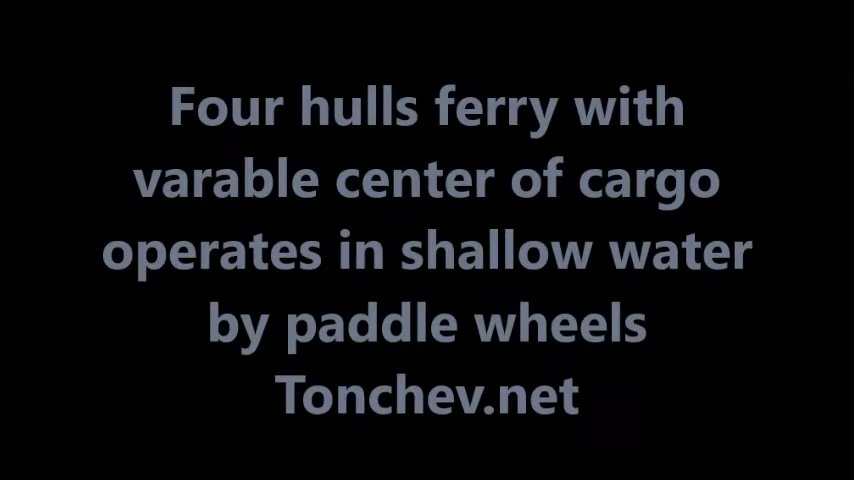 Four hulls ferry with
varable center of cargo
operates in shallow water
by paddle wheels
Tonchev.net